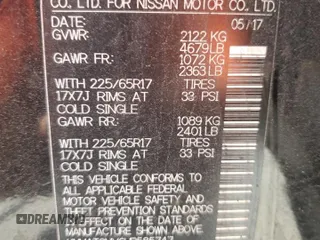 CO. LTD. FOR NISSAN MOTOR CO. LTD.
DATE: 05/17
GVWR: 2122 KG
4679 LB
GAWR FR: 1072 KG
2363 LB
WITH 225/65R17 TIRES
17X7J RIMS AT 33 PSI
COLD SINGLE
GAWR RR: 1089 KG
2401 LB
WITH 225/65R17 TIRES
17X7J RIMS AT 33 PSI
COLD SINGLE
THIS VEHICLE CONFORMS TO ALL
APPLICABLE U.S. FEDERAL MOTOR
VEHICLE SAFETY AND
THEFT PREVENTION STANDARDS
IN EFFECT ON THE DATE OF
MANUFACTURE SHOWN ABOVE